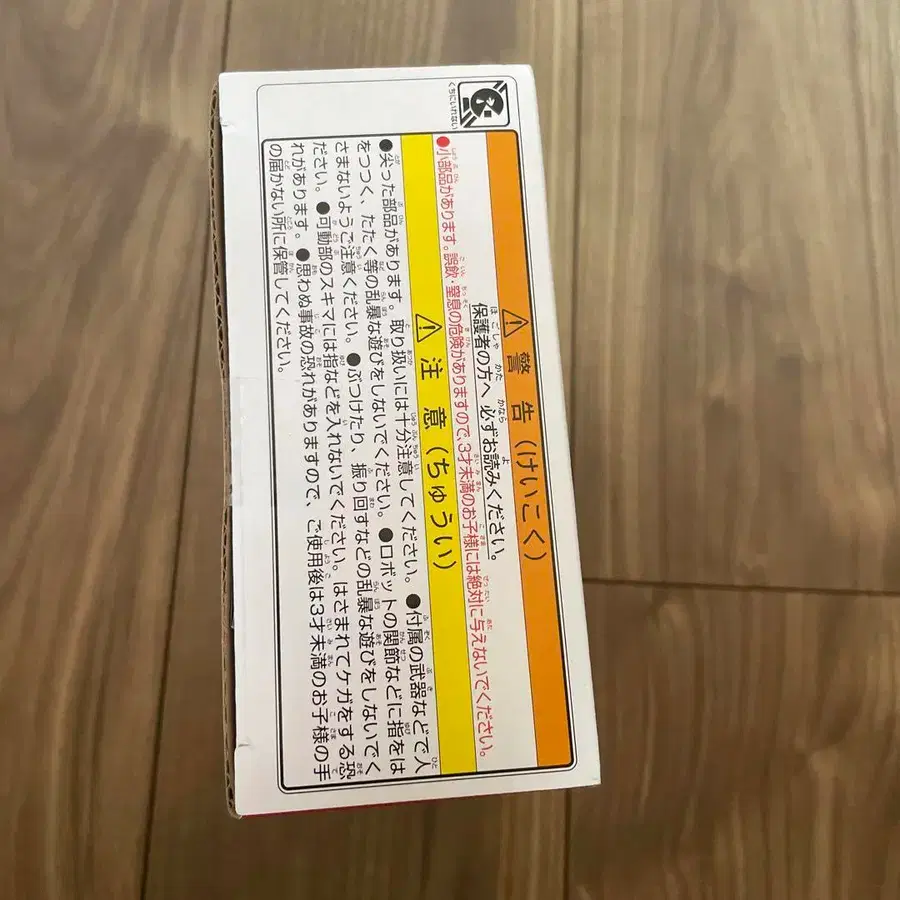 くちにいれない
警告(けいこく)
保護者の方へ 必ずお読みください。
●小部品があります。誤飲・窒息の危険がありますので、3才未満のお子様には絶対に与えないでください。
注意(ちゅうい)
●尖った部品があります。取り扱いには十分注意してください。●付属の武器などで人
をつつく、たたく等の乱暴な遊びをしないでください。●ロボットの関節などに指をは
さまないようご注意ください。●ぶつけたり、振り回すなどの乱暴な遊びをしないでく
ださい。●可動部のスキマには指などを入れないでください。はさまれてケガをする恐
れがあります。●思わぬ事故の恐れがありますので、ご使用後は3才未満のお子様の手
の届かない所に保管してください。